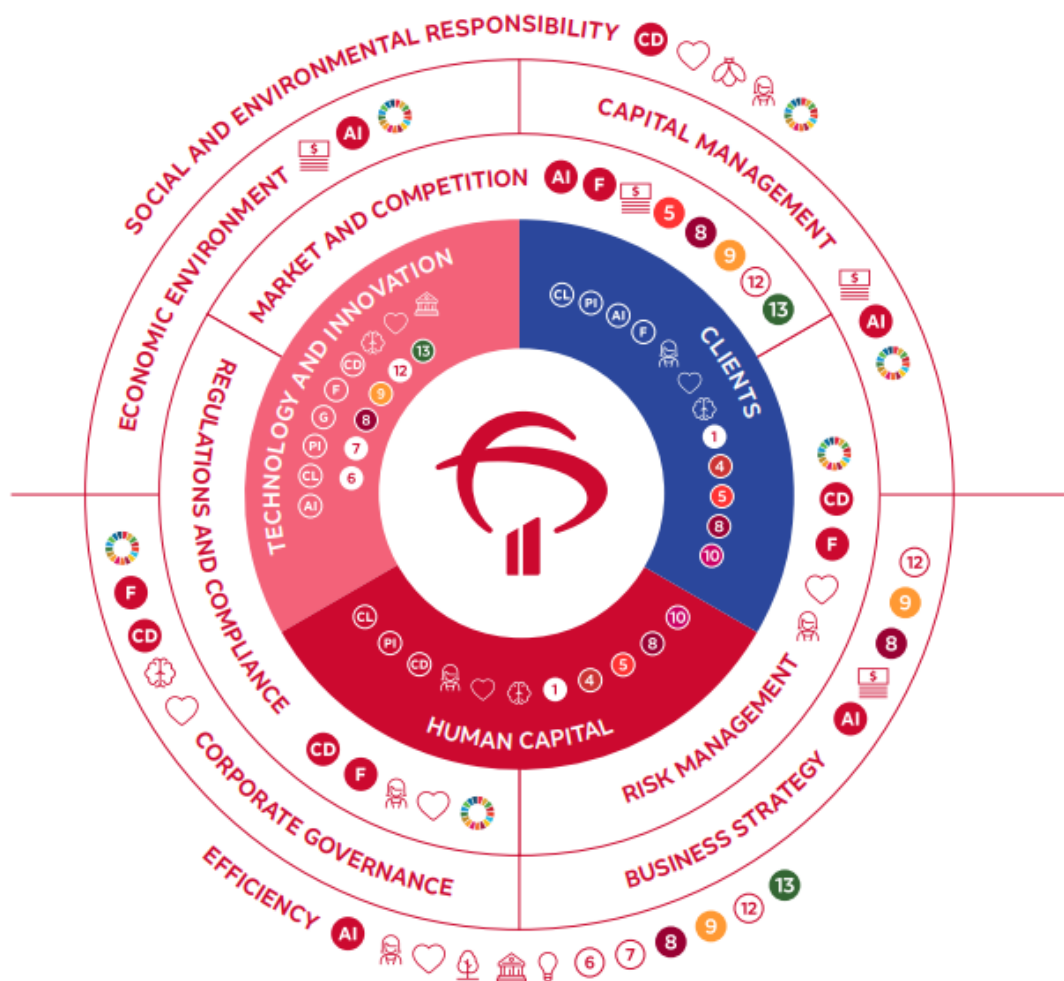 SOCIAL AND ENVIRONMENTAL RESPONSIBILITY CD
ECONOMIC ENVIRONMENT $ AI
CAPITAL MANAGEMENT $ AI
MARKET AND COMPETITION AI F $ 5 8 9 12 13
TECHNOLOGY AND INNOVATION
AI CL PI G F CD
6 7 8 9 12 13
CLIENTS
CL PI AI F 1 4 5 8 10
HUMAN CAPITAL
CL PI CD 1 4 5 8 10
REGULATIONS AND COMPLIANCE CD F
RISK MANAGEMENT F CD
CORPORATE GOVERNANCE CD F
BUSINESS STRATEGY AI $ 8 9 12
EFFICIENCY AI 6 7 8 9 12 13